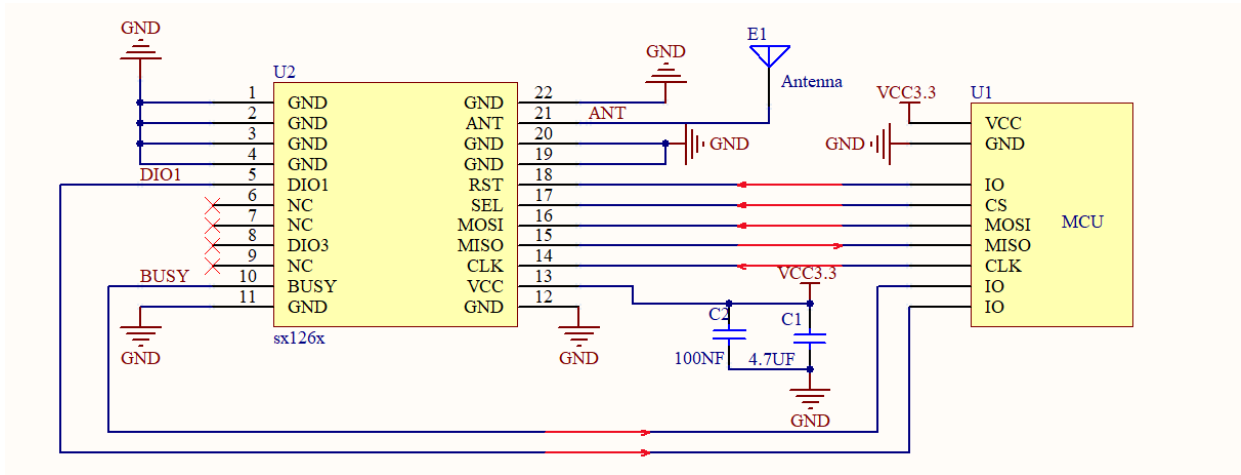 GND
U2
1 GND
2 GND
3 GND
4 GND
DIO1
5 DIO1
6 NC
7 NC
8 DIO3
9 NC
BUSY
10 BUSY
11 GND
GND
sx126x
22 GND
21 ANT
20 GND
19 GND
18 RST
17 SEL
16 MOSI
15 MISO
14 CLK
13 VCC
12 GND
GND
GND
ANT
E1
Antenna
GND
VCC3.3
C2
100NF
C1
4.7UF
GND
U1
VCC3.3
GND
VCC
GND
IO
CS
MOSI
MISO
CLK
IO
IO
MCU